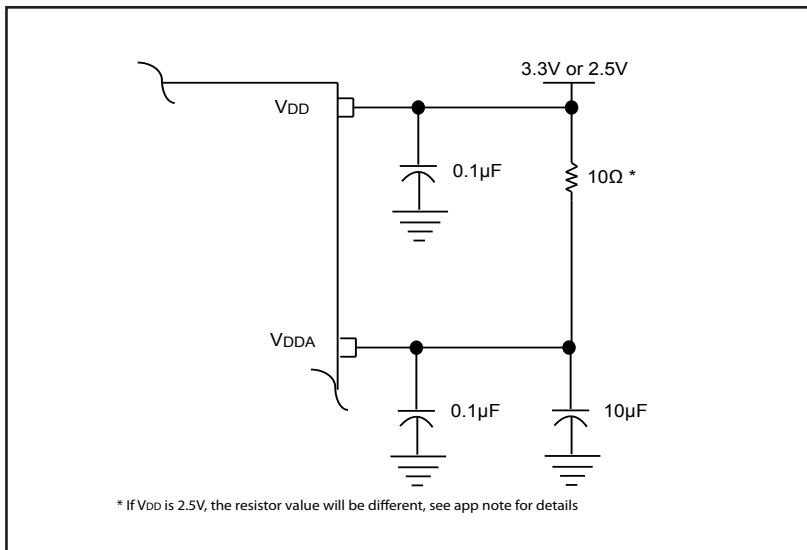 3.3V or 2.5V
VDD
0.1µF
10Ω *
VDDA
0.1µF
10µF
* If VDD is 2.5V, the resistor value will be different, see app note for details